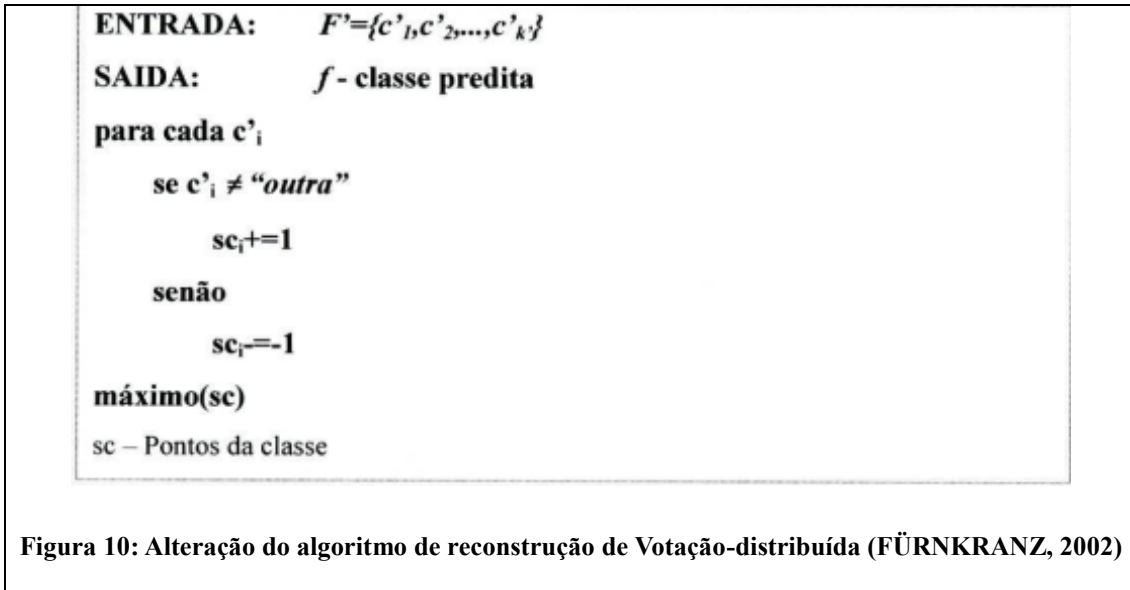 ENTRADA: F'={c'1,c'2,...,c'k'}
SAIDA: f - classe predita
para cada c'i
se c'i ≠ “outra”
sci+=1
senão
sci-=-1
máximo(sc)
sc – Pontos da classe
Figura 10: Alteração do algoritmo de reconstrução de Votação-distribuída (FÜRNKRANZ, 2002)